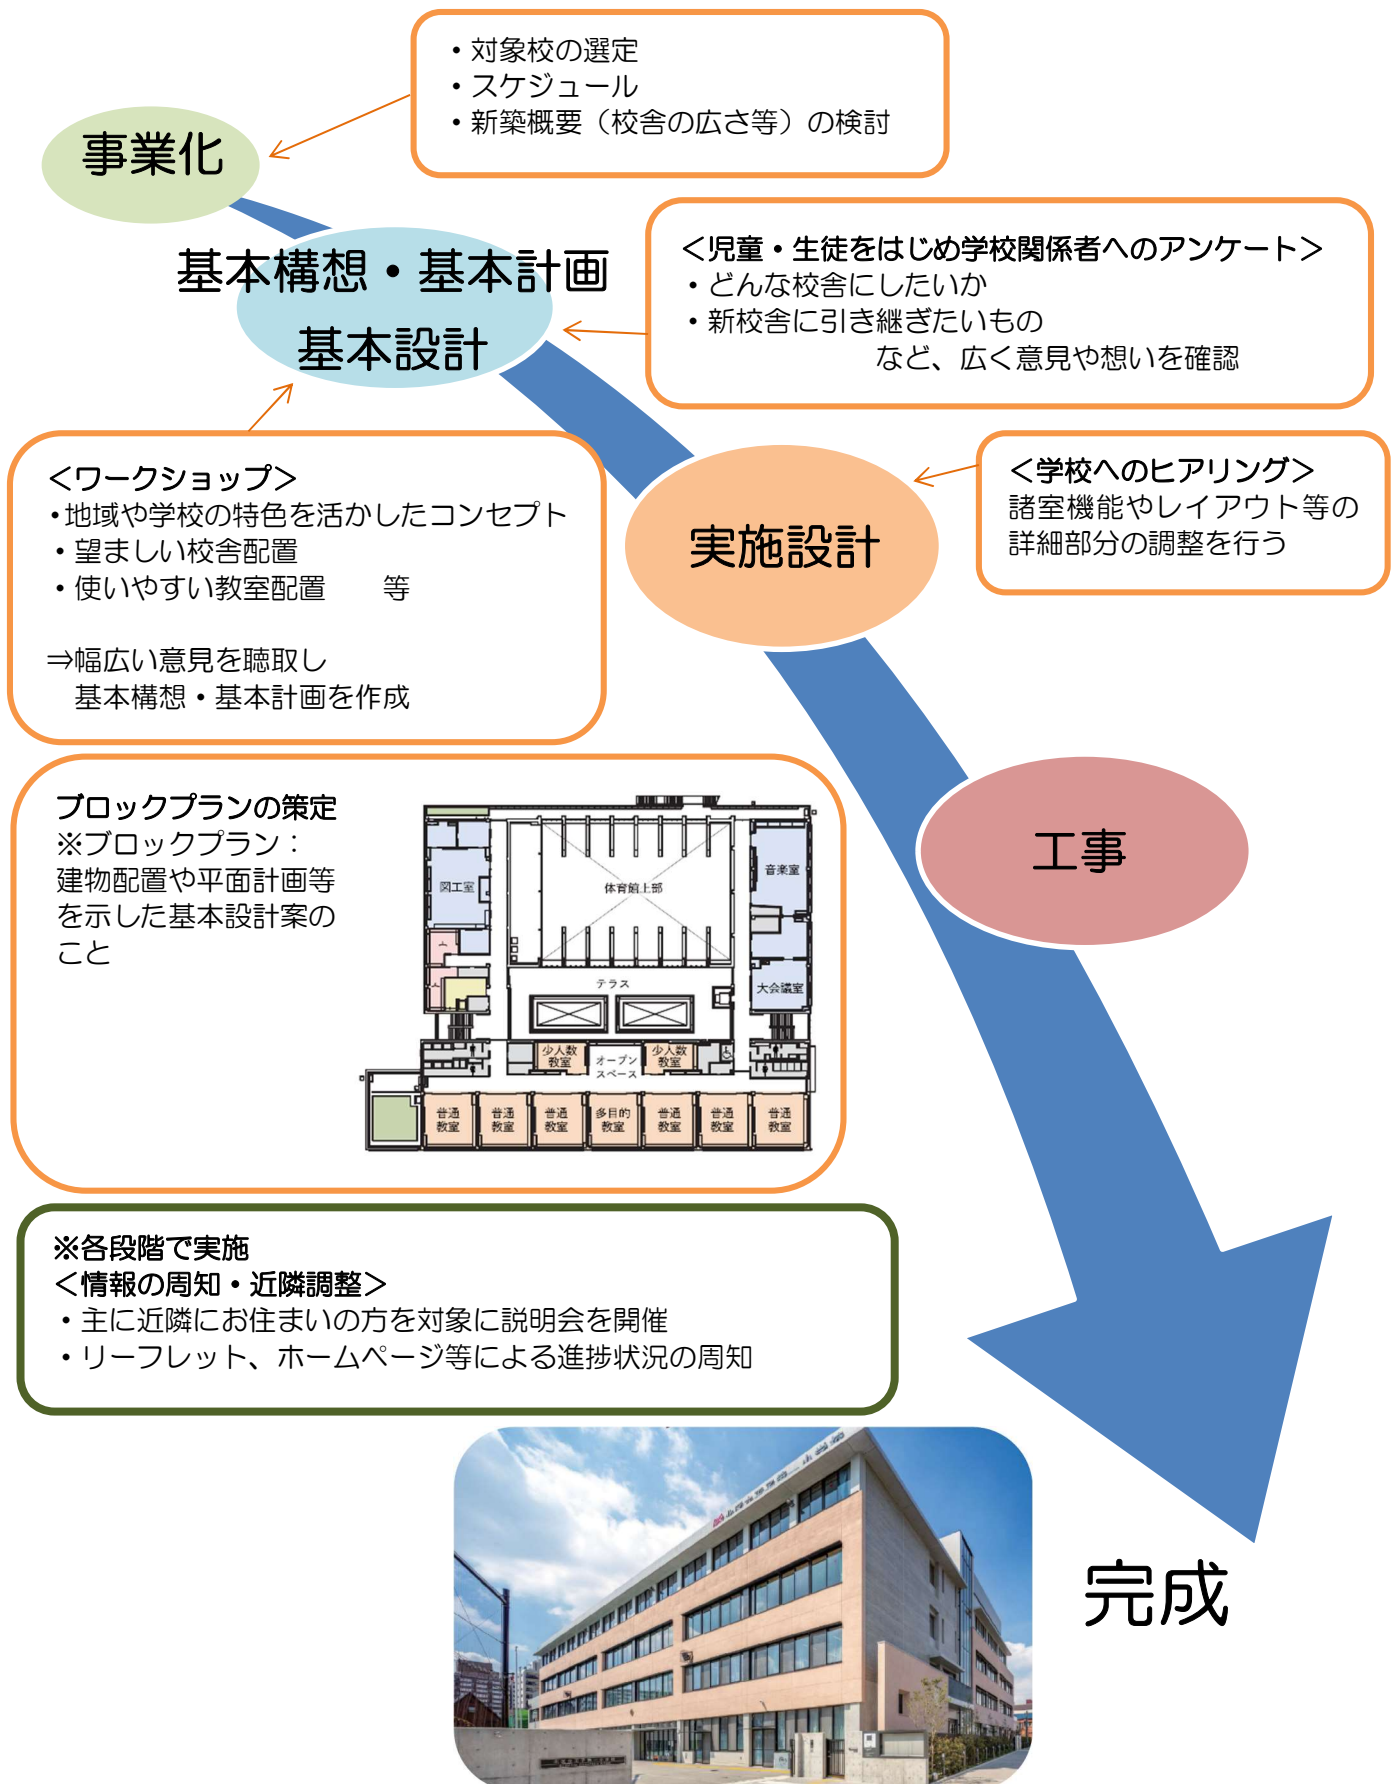 ・対象校の選定
・スケジュール
・新築概要（校舎の広さ等）の検討
事業化
基本構想・基本計画
基本設計
＜児童・生徒をはじめ学校関係者へのアンケート＞
・どんな校舎にしたいか
・新校舎に引き継ぎたいもの
など、広く意見や想いを確認
＜ワークショップ＞
・地域や学校の特色を活かしたコンセプト
・望ましい校舎配置
・使いやすい教室配置　　等
⇒幅広い意見を聴取し
基本構想・基本計画を作成
実施設計
＜学校へのヒアリング＞
諸室機能やレイアウト等の
詳細部分の調整を行う
工事
ブロックプランの策定
※ブロックプラン：
建物配置や平面計画等
を示した基本設計案の
こと
図工室
体育館上部
音楽室
大会議室
テラス
少人数
教室
オープン
スペース
少人数
教室
普通
教室
普通
教室
普通
教室
多目的
教室
普通
教室
普通
教室
普通
教室
※各段階で実施
＜情報の周知・近隣調整＞
・主に近隣にお住まいの方を対象に説明会を開催
・リーフレット、ホームページ等による進捗状況の周知
完成